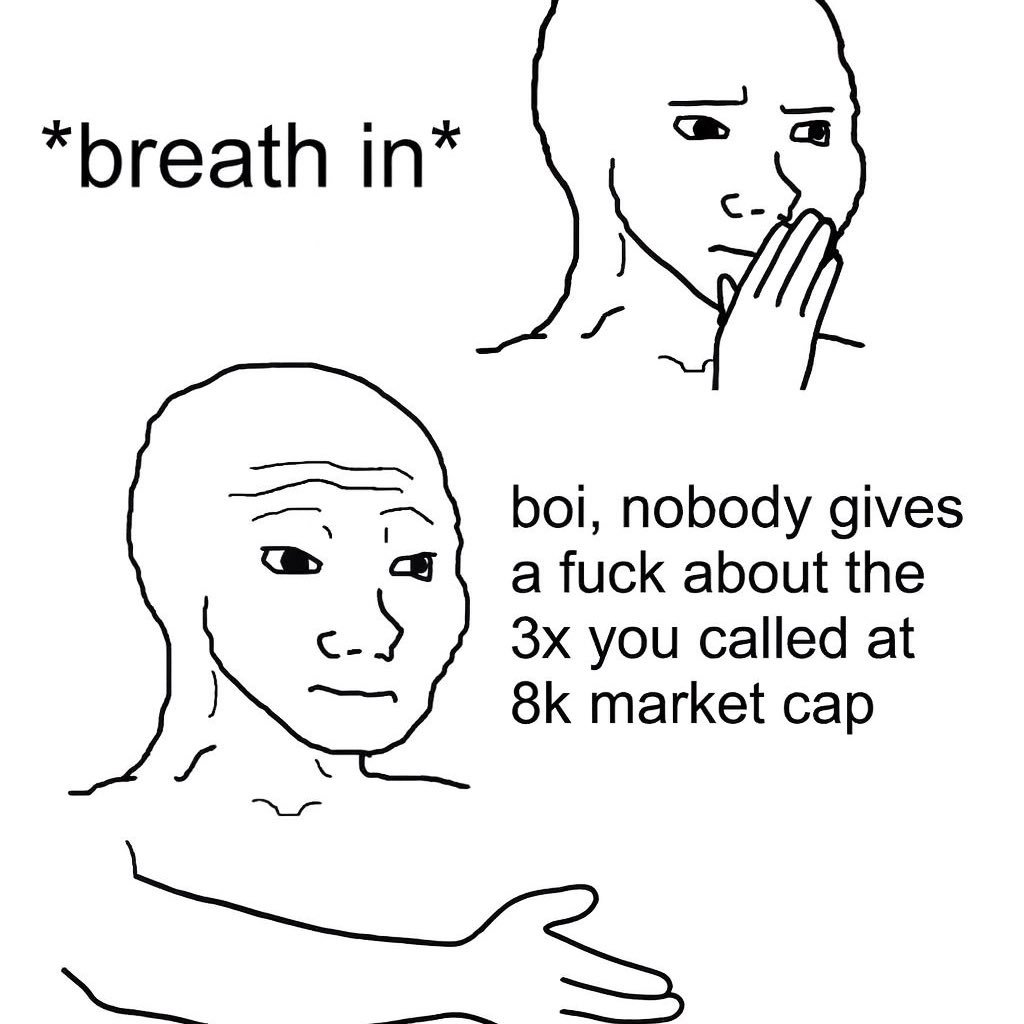 *breath in*
boi, nobody gives
a fuck about the
3x you called at
8k market cap